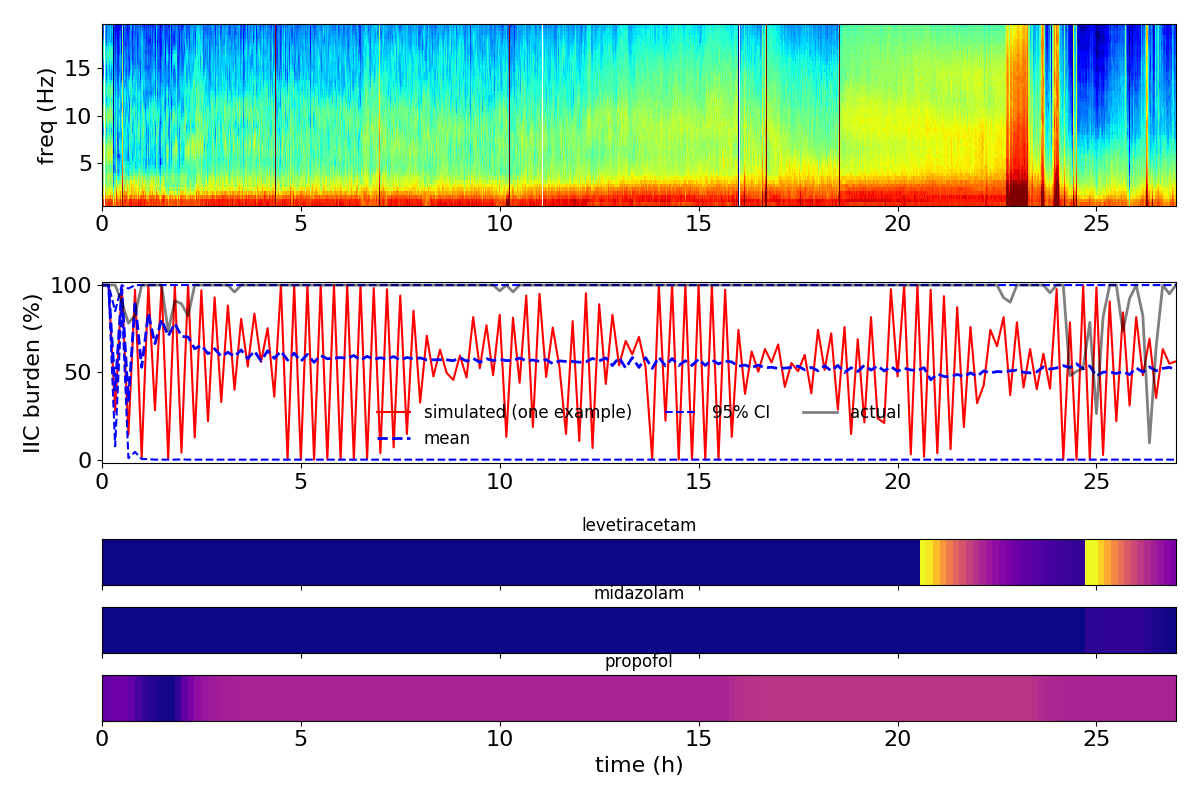 freq (Hz)
15
10
5
0 5 10 15 20 25
IIC burden (%)
100
50
0
simulated (one example) 95% CI actual
mean
0 5 10 15 20 25
levetiracetam
midazolam
propofol
0 5 10 15 20 25
time (h)